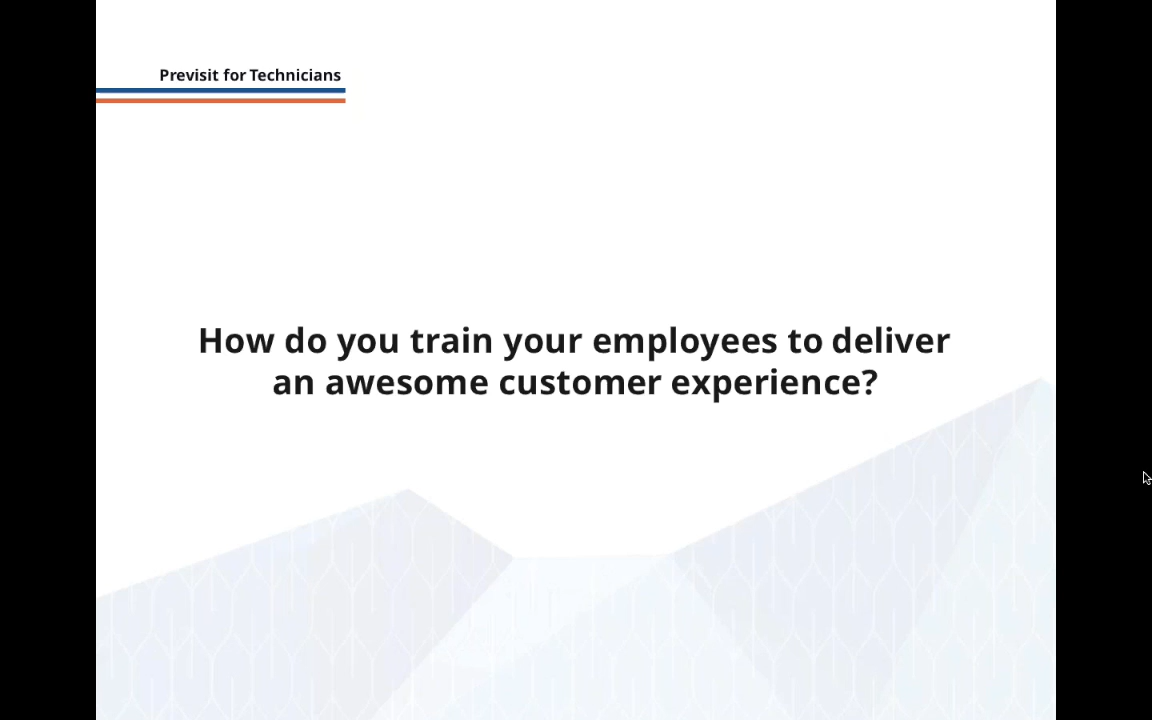 Previsit for Technicians
How do you train your employees to deliver
an awesome customer experience?